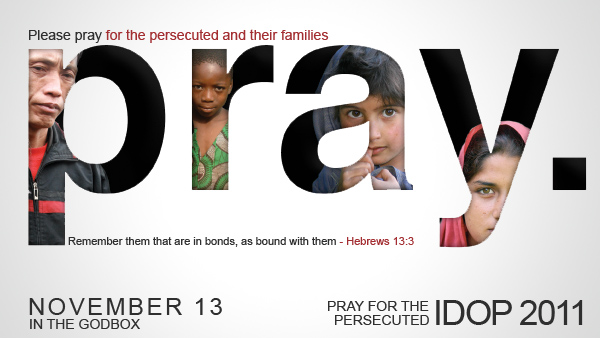 Please pray for the persecuted and their families
pray.
Remember them that are in bonds, as bound with them - Hebrews 13:3
NOVEMBER 13
IN THE GODBOX
PRAY FOR THE
PERSECUTED
IDOP 2011